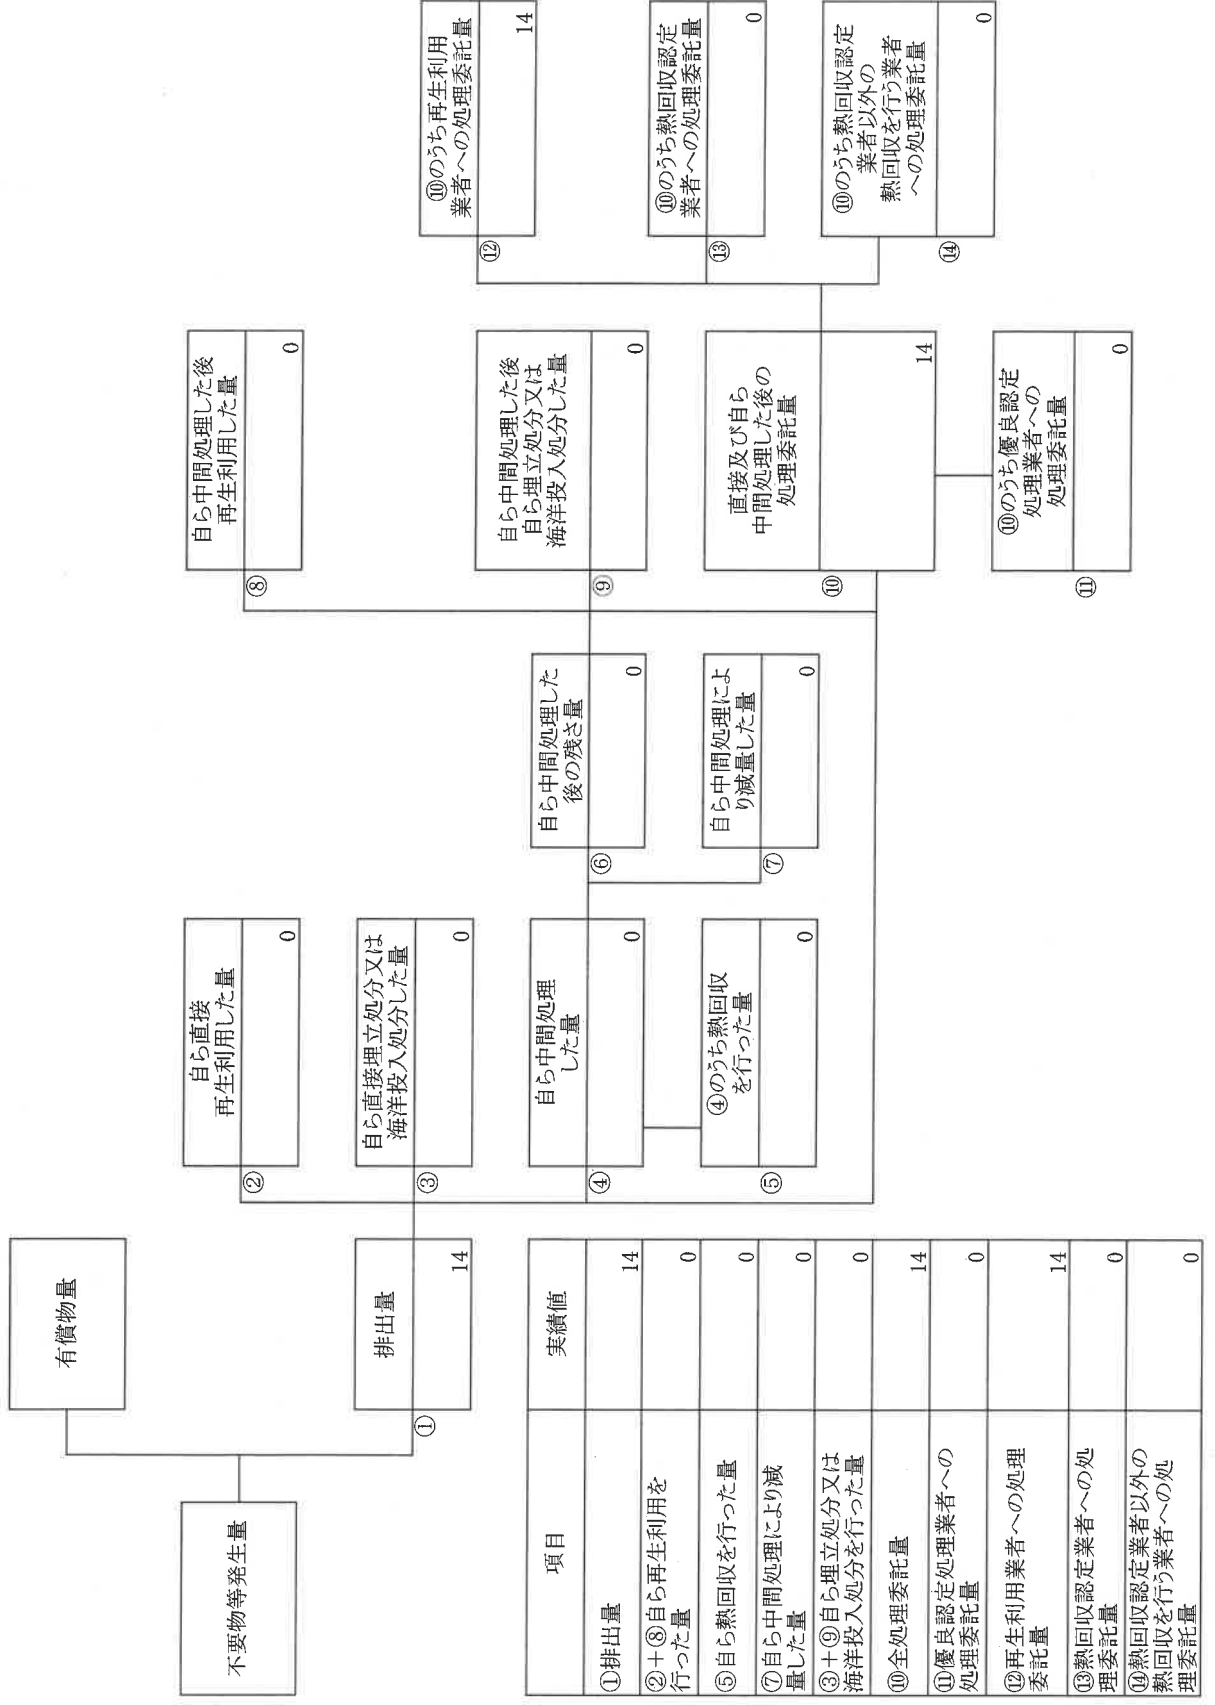 不要物等発生量
有償物量
①
排出量
14
②
自ら直接
再生利用した量
0
③
自ら直接埋立処分又は
海洋投入処分した量
0
④
自ら中間処理
した量
0
⑤
④のうち熱回収
を行った量
0
⑥
自ら中間処理した
後の残さ量
0
⑦
自ら中間処理によ
り減量した量
0
⑧
自ら中間処理した後
再生利用した量
0
⑨
自ら中間処理した後
自ら埋立処分又は
海洋投入処分した量
0
⑩
直接及び自ら
中間処理した後の
処理委託量
14
⑪
⑩のうち優良認定
処理業者への
処理委託量
0
⑫
⑩のうち再生利用
業者への処理委託量
14
⑬
⑩のうち熱回収認定
業者への処理委託量
0
⑭
⑩のうち熱回収認定
業者以外の
熱回収を行う業者
への処理委託量
0
項目
実績値
①排出量
14
②＋⑧自ら再生利用を
行った量
0
⑤自ら熱回収を行った量
0
⑦自ら中間処理により減
量した量
0
③＋⑨自ら埋立処分又は
海洋投入処分を行った量
0
⑩全処理委託量
14
⑪優良認定処理業者への
処理委託量
0
⑫再生利用業者への処理
委託量
14
⑬熱回収認定業者への処
理委託量
0
⑭熱回収認定業者以外の
熱回収を行う業者への処
理委託量
0